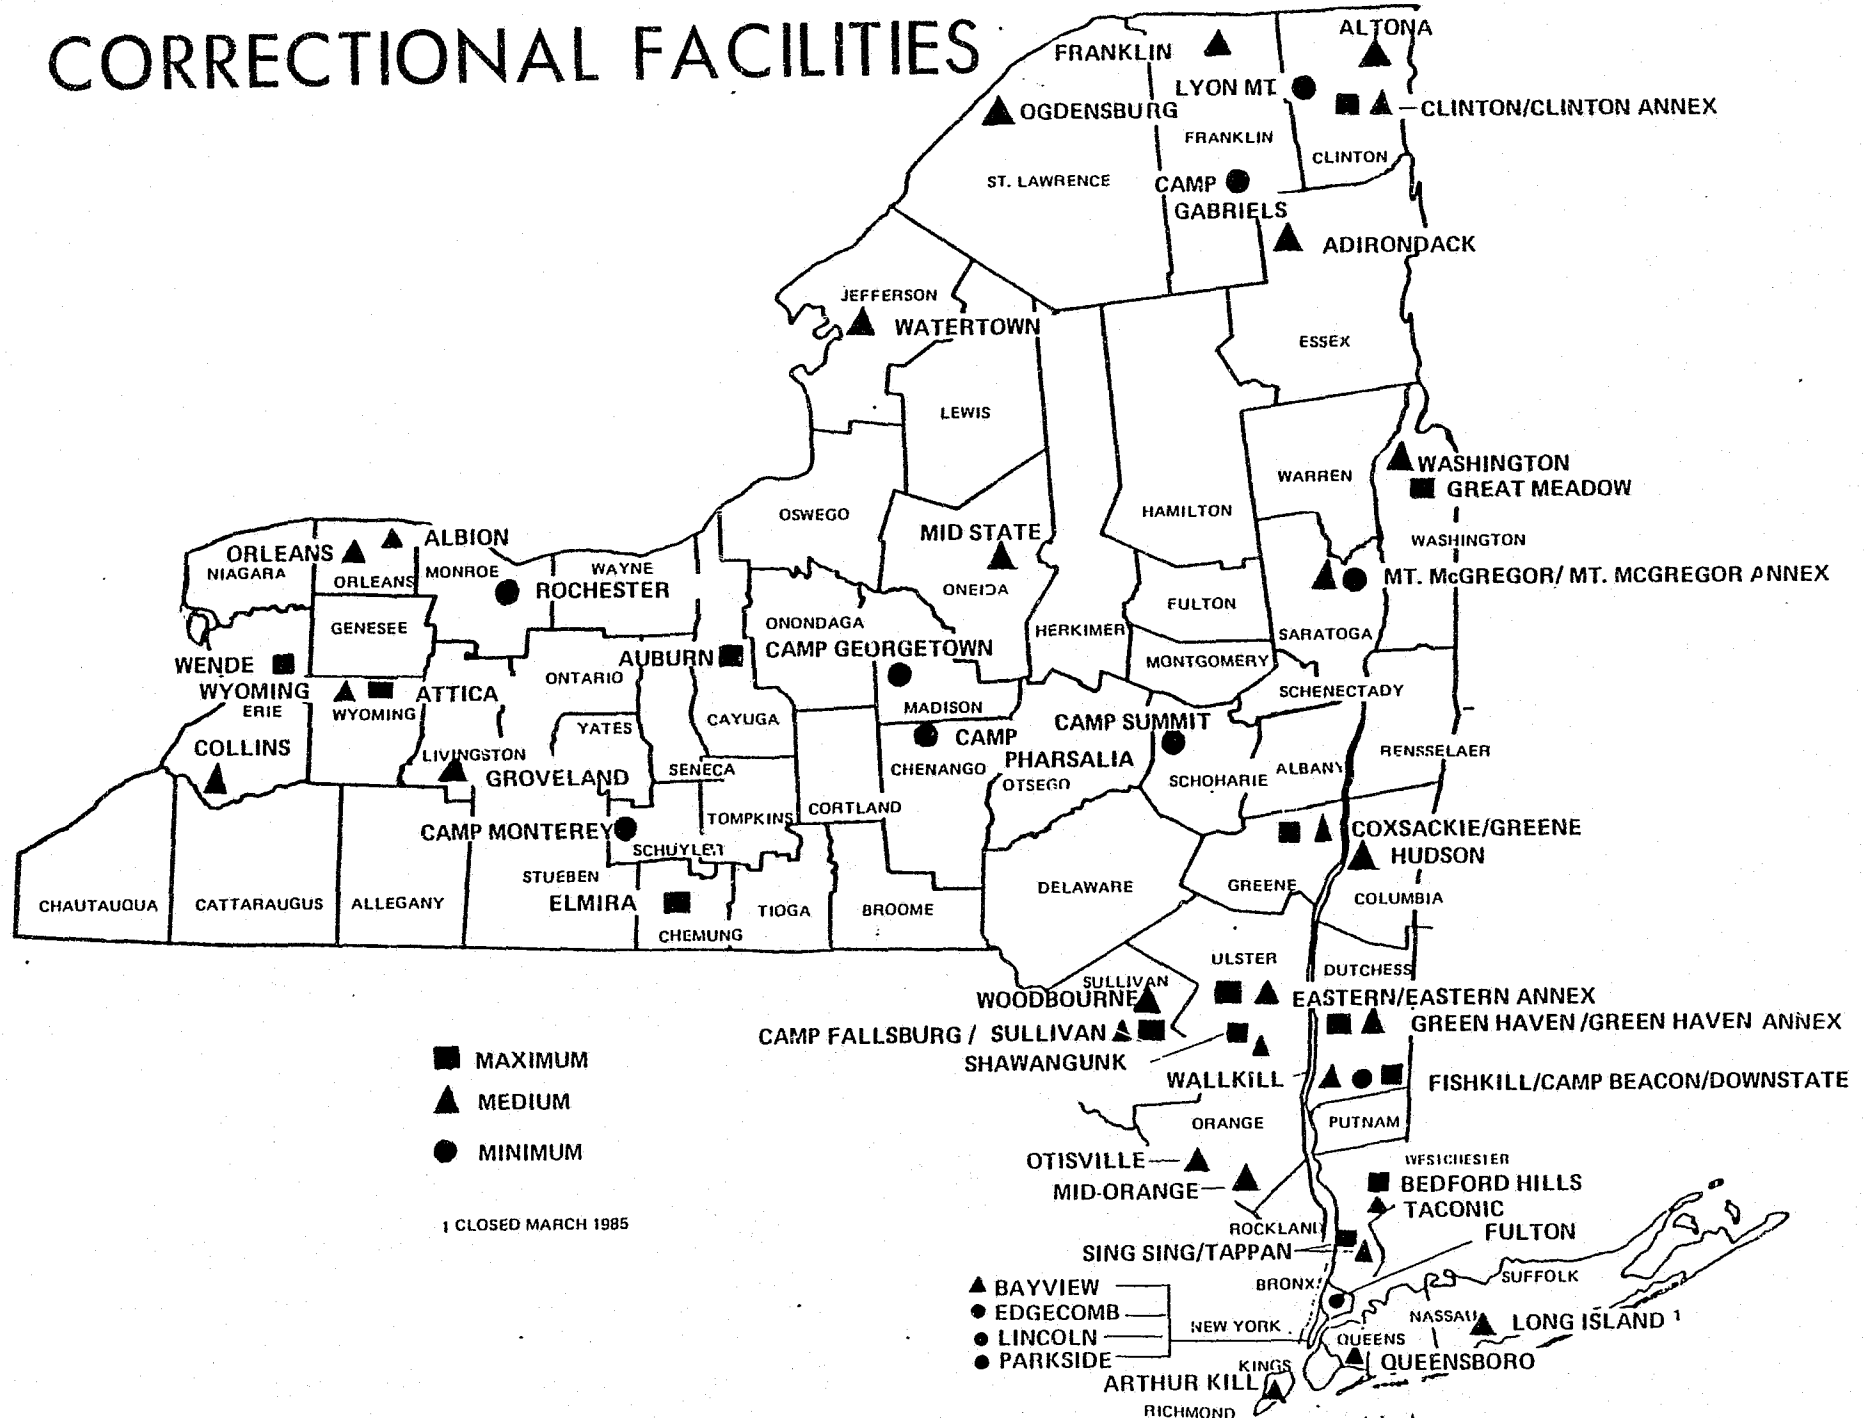 CORRECTIONAL FACILITIES
ALTONA
FRANKLIN
LYON MT.
OGDENSBURG
CLINTON/CLINTON ANNEX
FRANKLIN
CLINTON
ST. LAWRENCE
CAMP
GABRIELS
ADIRONDACK
JEFFERSON
WATERTOWN
ESSEX
LEWIS
WASHINGTON
WARREN
GREAT MEADOW
OSWEGO
HAMILTON
MID STATE
WASHINGTON
ALBION
ORLEANS
NIAGARA
ORLEANS
MONROE
WAYNE
ROCHESTER
ONEIDA
MT. McGREGOR/ MT. MCGREGOR ANNEX
FULTON
GENESEE
ONONDAGA
HERKIMER
SARATOGA
WENDE
AUBURN
CAMP GEORGETOWN
MONTGOMERY
WYOMING
ATTICA
ONTARIO
SCHENECTADY
ERIE
WYOMING
CAYUGA
MADISON
CAMP SUMMIT
YATES
COLLINS
LIVINGSTON
CAMP
PHARSALIA
RENSSELAER
GROVELAND
SENECA
CHENANGO
OTSEGO
SCHOHARIE
ALBANY
CAMP MONTEREY
TOMPKINS
CORTLAND
SCHUYLER
COXSACKIE/GREENE
HUDSON
STUEBEN
DELAWARE
GREENE
COLUMBIA
CHAUTAUQUA
CATTARAUGUS
ALLEGANY
ELMIRA
TIOGA
BROOME
CHEMUNG
ULSTER
DUTCHESS
SULLIVAN
WOODBOURNE
EASTERN/EASTERN ANNEX
CAMP FALLSBURG / SULLIVAN
GREEN HAVEN /GREEN HAVEN ANNEX
SHAWANGUNK
WALLKILL
FISHKILL/CAMP BEACON/DOWNSTATE
MAXIMUM
MEDIUM
MINIMUM
ORANGE
PUTNAM
OTISVILLE
WESTCHESTER
MID-ORANGE
BEDFORD HILLS
TACONIC
1 CLOSED MARCH 1985
ROCKLAND
FULTON
SING SING/TAPPAN
BAYVIEW
BRONX
SUFFOLK
EDGECOMB
NEW YORK
NASSAU
LONG ISLAND 1
LINCOLN
QUEENS
PARKSIDE
KINGS
QUEENSBORO
ARTHUR KILL
RICHMOND